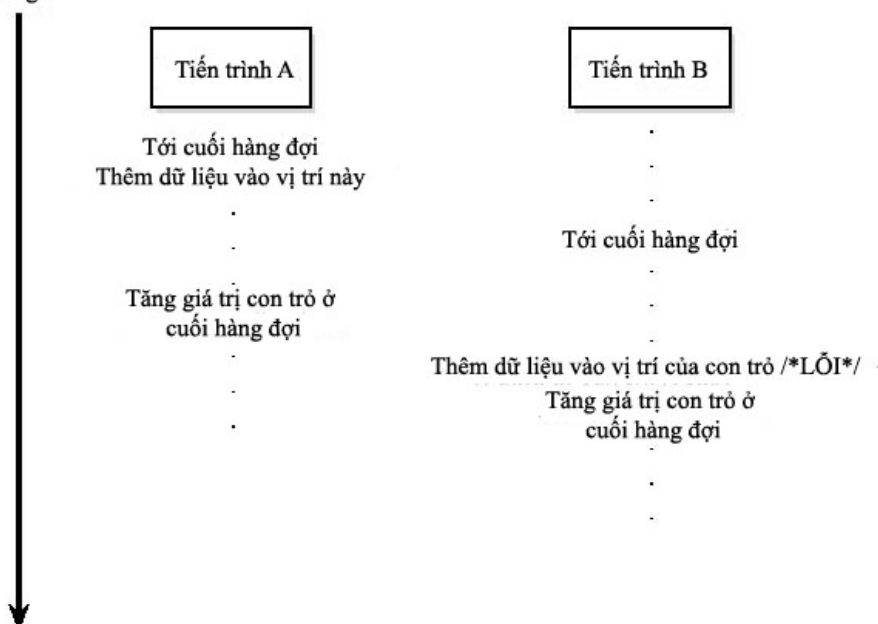 Tiến trình A
Tiến trình B
Tới cuối hàng đợi
Thêm dữ liệu vào vị trí này
Tới cuối hàng đợi
Tăng giá trị con trỏ ở
cuối hàng đợi
Thêm dữ liệu vào vị trí của con trỏ /*LỖI*/
Tăng giá trị con trỏ ở
cuối hàng đợi